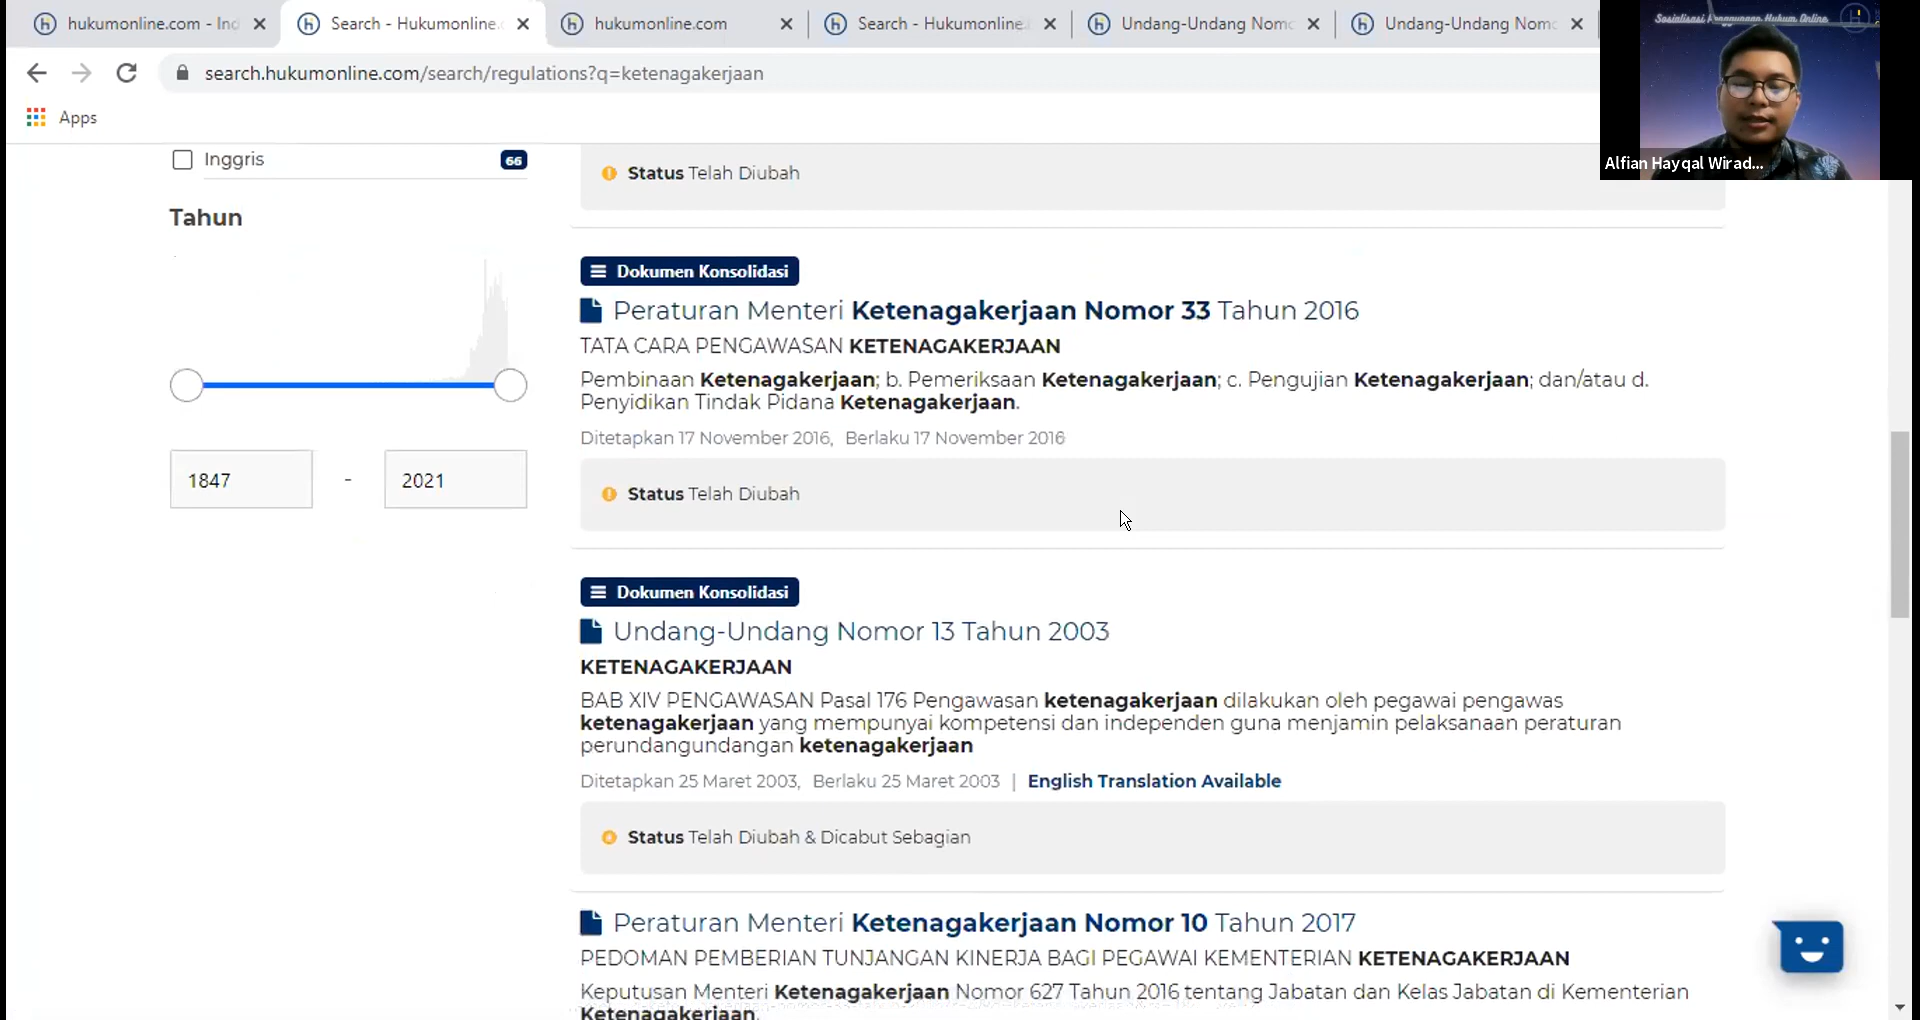 hukumonline.com - Ind
Search - Hukumonline.
hukumonline.com
Search - Hukumonline.
Undang-Undang Nomo
Undang-Undang Nomo
search.hukumonline.com/search/regulations?q=ketenagakerjaan
Apps
Sosialisasi Penggunaan Hukum Online
Alfian Hayqal Wirad...
Inggris
66
Tahun
1847
-
2021
Status Telah Diubah
Dokumen Konsolidasi
Peraturan Menteri Ketenagakerjaan Nomor 33 Tahun 2016
TATA CARA PENGAWASAN KETENAGAKERJAAN
Pembinaan Ketenagakerjaan; b. Pemeriksaan Ketenagakerjaan; c. Pengujian Ketenagakerjaan; dan/atau d.
Penyidikan Tindak Pidana Ketenagakerjaan.
Ditetapkan 17 November 2016, Berlaku 17 November 2016
Status Telah Diubah
Dokumen Konsolidasi
Undang-Undang Nomor 13 Tahun 2003
KETENAGAKERJAAN
BAB XIV PENGAWASAN Pasal 176 Pengawasan ketenagakerjaan dilakukan oleh pegawai pengawas
ketenagakerjaan yang mempunyai kompetensi dan independen guna menjamin pelaksanaan peraturan
perundangundangan ketenagakerjaan
Ditetapkan 25 Maret 2003, Berlaku 25 Maret 2003 | English Translation Available
Status Telah Diubah & Dicabut Sebagian
Peraturan Menteri Ketenagakerjaan Nomor 10 Tahun 2017
PEDOMAN PEMBERIAN TUNJANGAN KINERJA BAGI PEGAWAI KEMENTERIAN KETENAGAKERJAAN
Keputusan Menteri Ketenagakerjaan Nomor 627 Tahun 2016 tentang Jabatan dan Kelas Jabatan di Kementerian
Ketenagakerjaan.